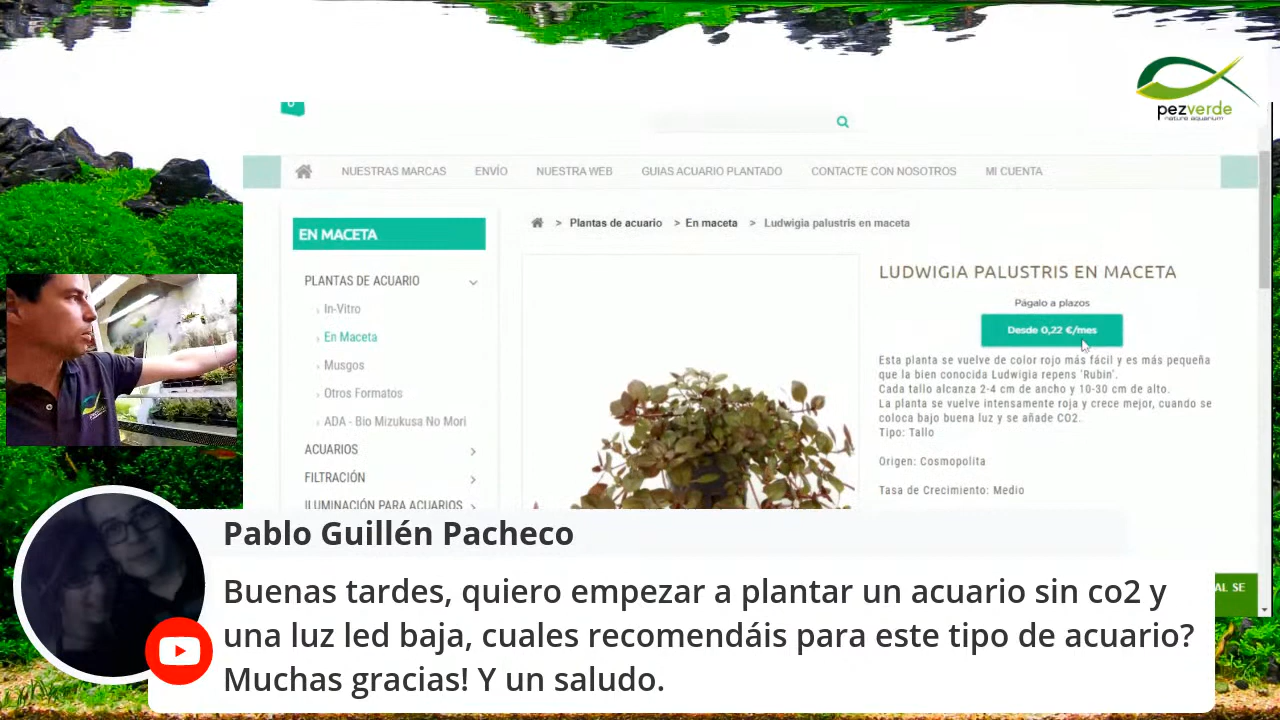 pezverde
nature aquarium
NUESTRAS MARCAS ENVÍO NUESTRA WEB GUIAS ACUARIO PLANTADO CONTACTE CON NOSOTROS MI CUENTA
EN MACETA
> Plantas de acuario > En maceta > Ludwigia palustris en maceta
PLANTAS DE ACUARIO
In-Vitro
En Maceta
Musgos
Otros Formatos
ADA - Bio Mizukusa No Mori
ACUARIOS
FILTRACIÓN
ILUMINACIÓN PARA ACUARIOS
LUDWIGIA PALUSTRIS EN MACETA
Págalo a plazos
Desde 0,22 €/mes
Esta planta se vuelve de color rojo más fácil y es más pequeña
que la bien conocida Ludwigia repens 'Rubin'.
Cada tallo alcanza 2-4 cm de ancho y 10-30 cm de alto.
La planta se vuelve intensamente roja y crece mejor, cuando se
coloca bajo buena luz y se añade CO2.
Tipo: Tallo
Origen: Cosmopolita
Tasa de Crecimiento: Medio
AL SE
Pablo Guillén Pacheco
Buenas tardes, quiero empezar a plantar un acuario sin co2 y
una luz led baja, cuales recomendáis para este tipo de acuario?
Muchas gracias! Y un saludo.